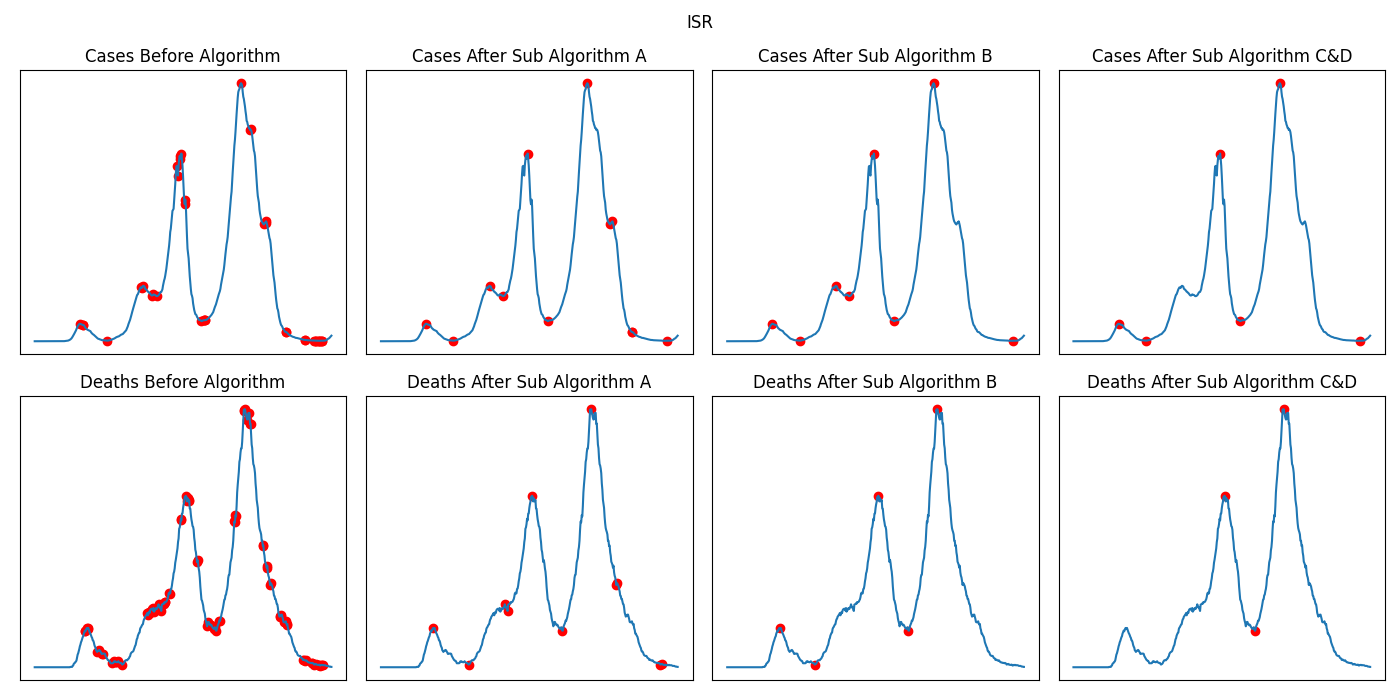 ISR
Cases Before Algorithm
Cases After Sub Algorithm A
Cases After Sub Algorithm B
Cases After Sub Algorithm C&D
Deaths Before Algorithm
Deaths After Sub Algorithm A
Deaths After Sub Algorithm B
Deaths After Sub Algorithm C&D